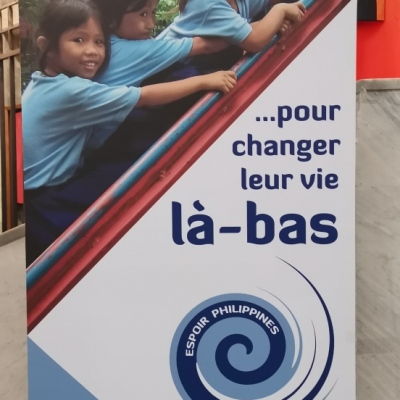 ...pour
changer
leur vie
là-bas
ESPOIR PHILIPPINES